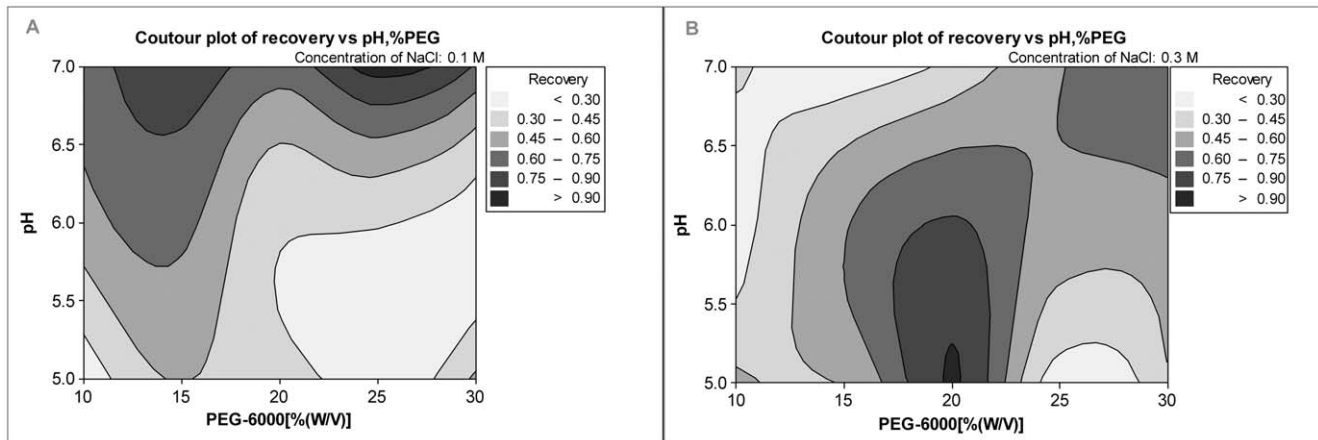 A
Coutour plot of recovery vs pH,%PEG
Concentration of NaCl: 0.1 M
7.0
6.5
6.0
5.5
5.0
pH
10 15 20 25 30
PEG-6000[%(W/V)]
Recovery
< 0.30
0.30 – 0.45
0.45 – 0.60
0.60 – 0.75
0.75 – 0.90
> 0.90
B
Coutour plot of recovery vs pH,%PEG
Concentration of NaCl: 0.3 M
7.0
6.5
6.0
5.5
5.0
pH
10 15 20 25 30
PEG-6000[%(W/V)]
Recovery
< 0.30
0.30 – 0.45
0.45 – 0.60
0.60 – 0.75
0.75 – 0.90
> 0.90